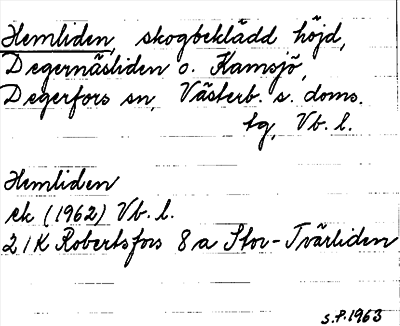 Hemliden, skogbeklädd höjd,
Degernäsliden o. Kamsjö,
Degerfors sn, Västerb. s. doms.
tg, Vb. l.
Hemliden
ek (1962) Vb. l.
21K Robertsfors 8a Stor-Tvärliden
S.P. 1963